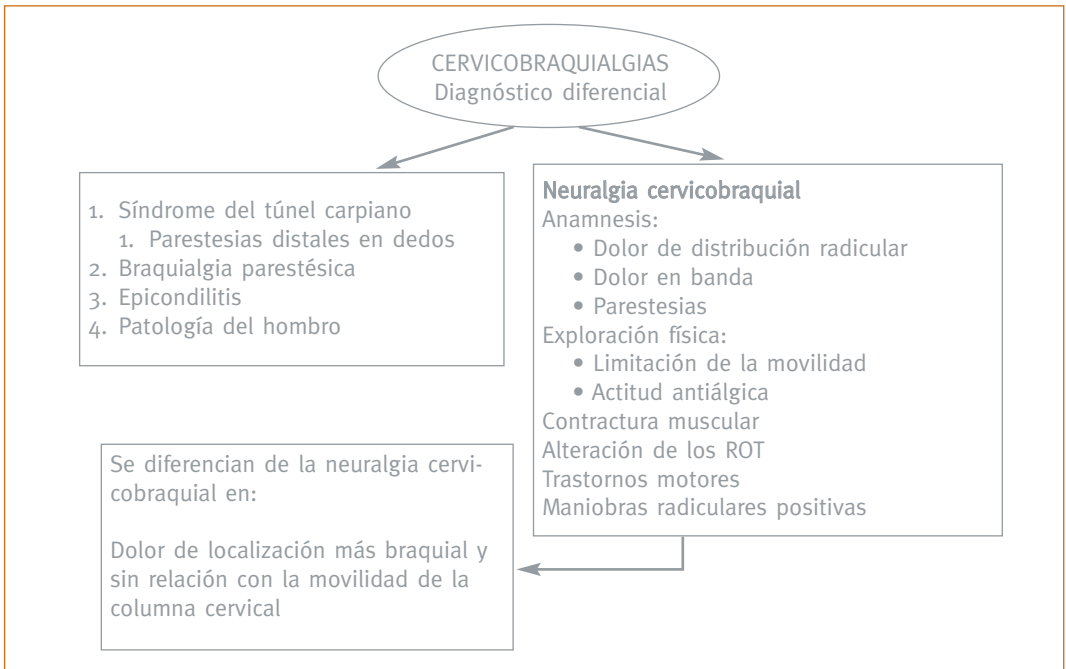 CERVICOBRAQUIALGIAS
Diagnóstico diferencial
1. Síndrome del túnel carpiano
1. Parestesias distales en dedos
2. Braquialgia parestésica
3. Epicondilitis
4. Patología del hombro
Neuralgia cervicobraquial
Anamnesis:
• Dolor de distribución radicular
• Dolor en banda
• Parestesias
Exploración física:
• Limitación de la movilidad
• Actitud antiálgica
Contractura muscular
Alteración de los ROT
Trastornos motores
Maniobras radiculares positivas
Se diferencian de la neuralgia cervi-
cobraquial en:
Dolor de localización más braquial y
sin relación con la movilidad de la
columna cervical